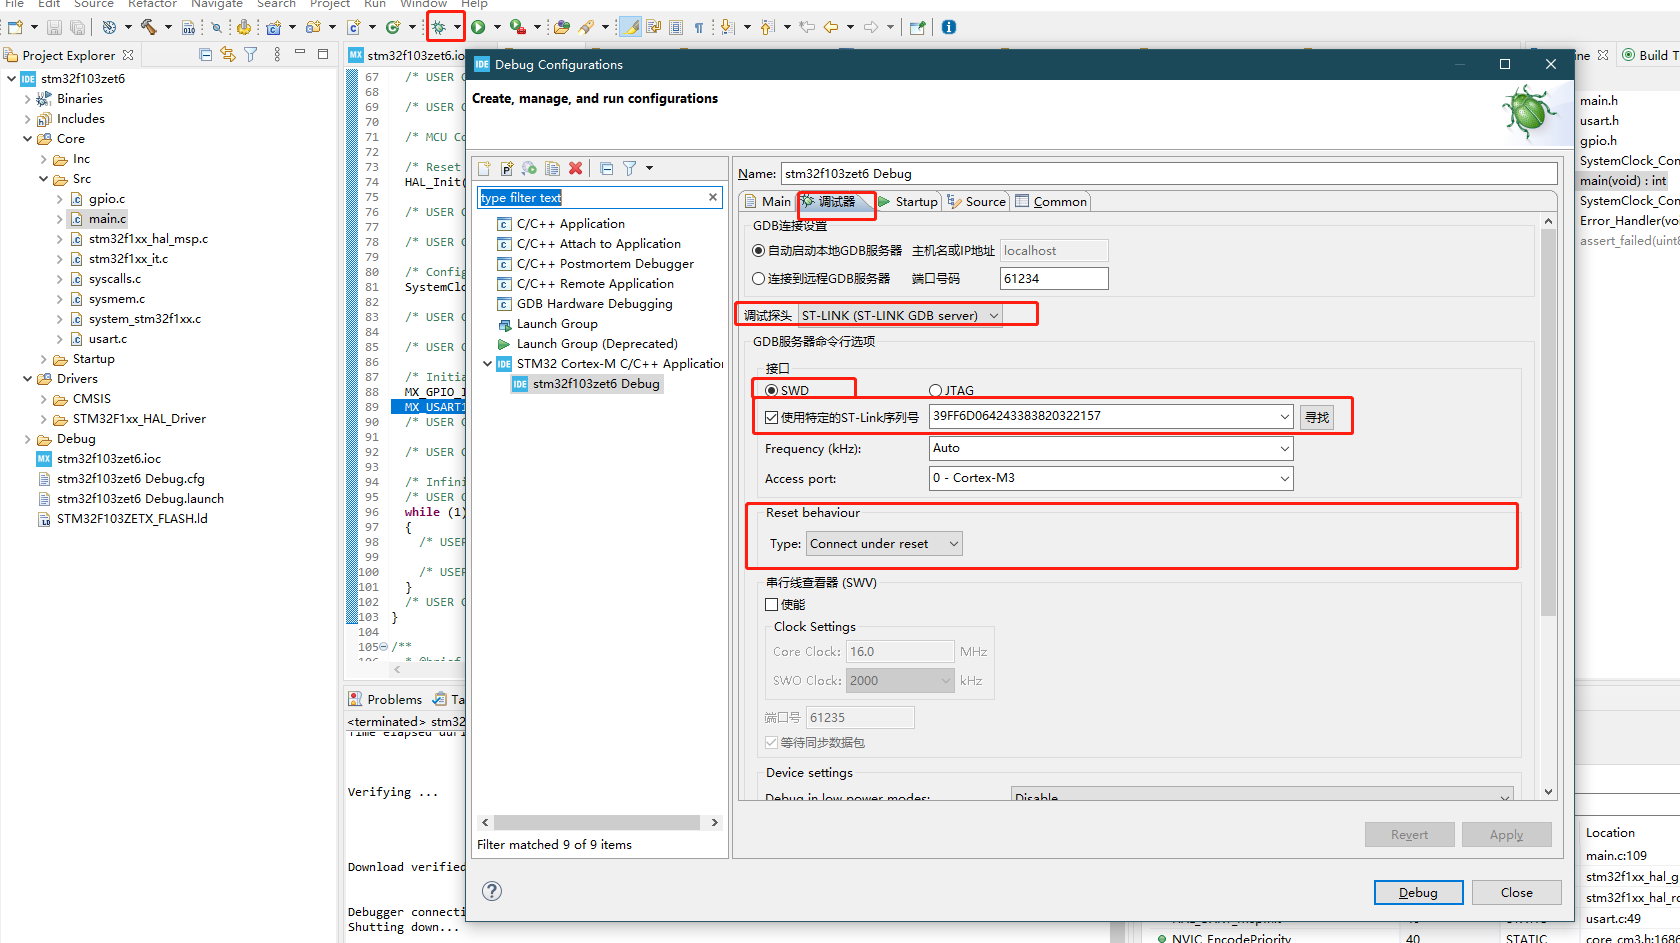 File Edit Source Refactor Navigate Search Project Run Window Help
Project Explorer
stm32f103zet6
Binaries
Includes
Core
Inc
Src
gpio.c
main.c
stm32f1xx_hal_msp.c
stm32f1xx_it.c
syscalls.c
sysmem.c
system_stm32f1xx.c
usart.c
Startup
Drivers
CMSIS
STM32F1xx_HAL_Driver
Debug
stm32f103zet6.ioc
stm32f103zet6 Debug.cfg
stm32f103zet6 Debug.launch
STM32F103ZETX_FLASH.ld
stm32f103zet6.io
67 /* USER C
68
69 /* USER C
70
71 /* MCU Co
72
73 /* Reset
74 HAL_Init(
75
76 /* USER C
77
78 /* USER C
79
80 /* Config
81 SystemClo
82
83 /* USER C
84
85 /* USER C
86
87 /* Initia
88 MX_GPIO_I
89 MX_USART1
90 /* USER C
91
92 /* USER C
93
94 /* Infini
95 /* USER C
96 while (1)
97 {
98 /* USER
99
100 /* USER
101 }
102 /* USER C
103 }
104
105 /**
106 * @brief
Problems Ta
<terminated> stm32
Time elapsed duri
Verifying ...
Download verified
Debugger connecti
Shutting down...
Debug Configurations
Create, manage, and run configurations
type filter text
C/C++ Application
C/C++ Attach to Application
C/C++ Postmortem Debugger
C/C++ Remote Application
GDB Hardware Debugging
Launch Group
Launch Group (Deprecated)
STM32 Cortex-M C/C++ Application
stm32f103zet6 Debug
Filter matched 9 of 9 items
Name: stm32f103zet6 Debug
Main 调试器 Startup Source Common
GDB连接设置
自动启动本地GDB服务器 主机名或IP地址 localhost
连接到远程GDB服务器 端口号码 61234
调试探头 ST-LINK (ST-LINK GDB server)
GDB服务器命令行选项
接口
SWD JTAG
使用特定的ST-Link序列号 39FF6D064243383820322157 寻找
Frequency (kHz): Auto
Access port: 0 - Cortex-M3
Reset behaviour
Type: Connect under reset
串行线查看器 (SWV)
使能
Clock Settings
Core Clock: 16.0 MHz
SWO Clock: 2000 kHz
端口号 61235
等待同步数据包
Device settings
Debug in low power modes: Disable
Revert Apply
Debug Close
ine Build T
main.h
usart.h
gpio.h
SystemClock_Con
main(void) : int
SystemClock_Con
Error_Handler(voi
assert_failed(uint8
Location
main.c:109
stm32f1xx_hal_g
stm32f1xx_hal_rc
usart.c:49
NVIC_EncodePriority 40 STATIC core_cm3.h:1686